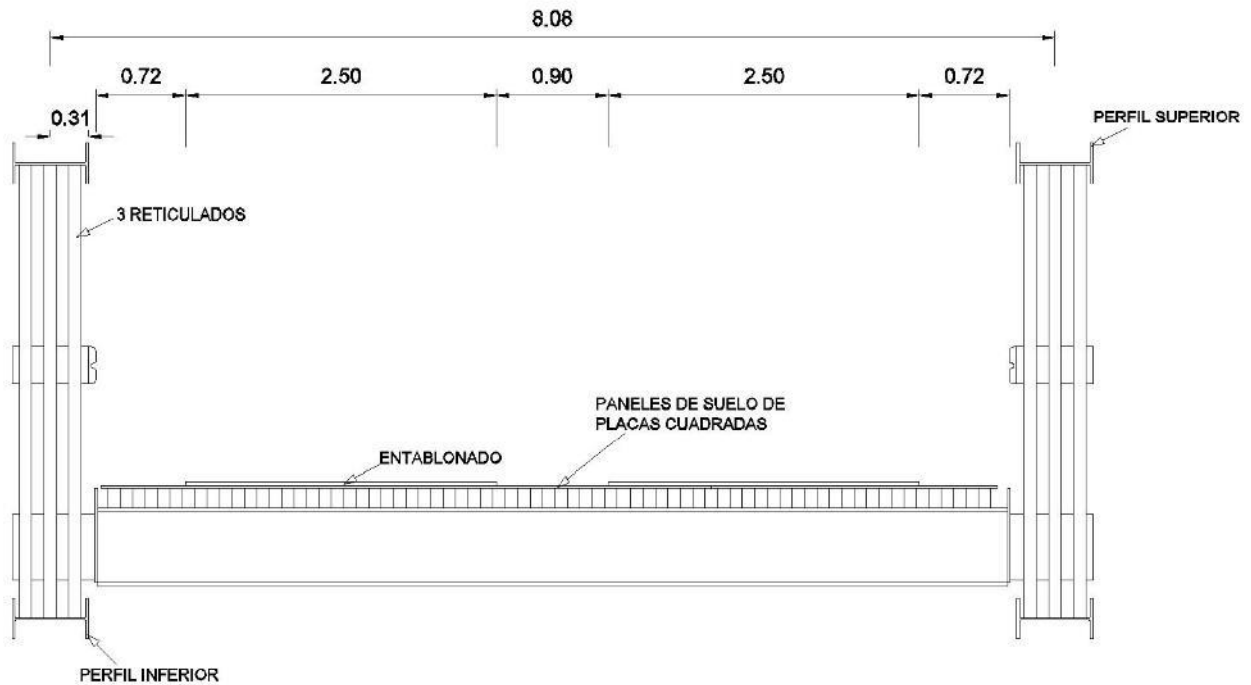 8.08
0.72
2.50
0.90
2.50
0.72
0.31
PERFIL SUPERIOR
3 RETICULADOS
PANELES DE SUELO DE
PLACAS CUADRADAS
ENTABLONADO
PERFIL INFERIOR